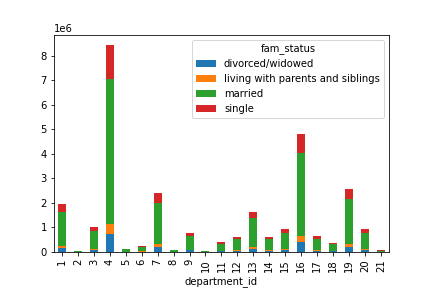 1e6
fam_status
divorced/widowed
living with parents and siblings
married
single
8
7
6
5
4
3
2
1
0
1 2 3 4 5 6 7 8 9 10 11 12 13 14 15 16 17 18 19 20 21
department_id